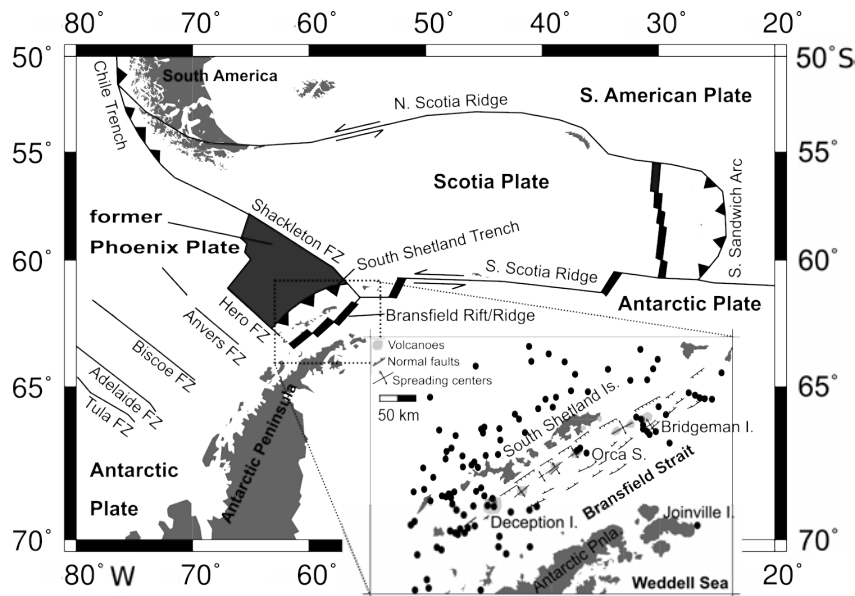 80° 70° 60° 50° 40° 30° 20°
50° 50°S
Chile Trench
South America
N. Scotia Ridge
S. American Plate
55° 55°
Scotia Plate
S. Sandwich Arc
former
Phoenix Plate
Shackleton FZ
South Shetland Trench
60° 60°
S. Scotia Ridge
Antarctic Plate
Hero FZ
Bransfield Rift/Ridge
Anvers FZ
Biscoe FZ
Adelaide FZ
Tula FZ
65° 65°
Volcanoes
Normal faults
Spreading centers
50 km
South Shetland Is.
Bridgeman I.
Orca S.
Bransfield Strait
Deception I.
Joinville I.
Antarctic Pnla.
Weddell Sea
Antarctic Peninsula
Antarctic
Plate
70° 70°
80° W 70° 60° 20°